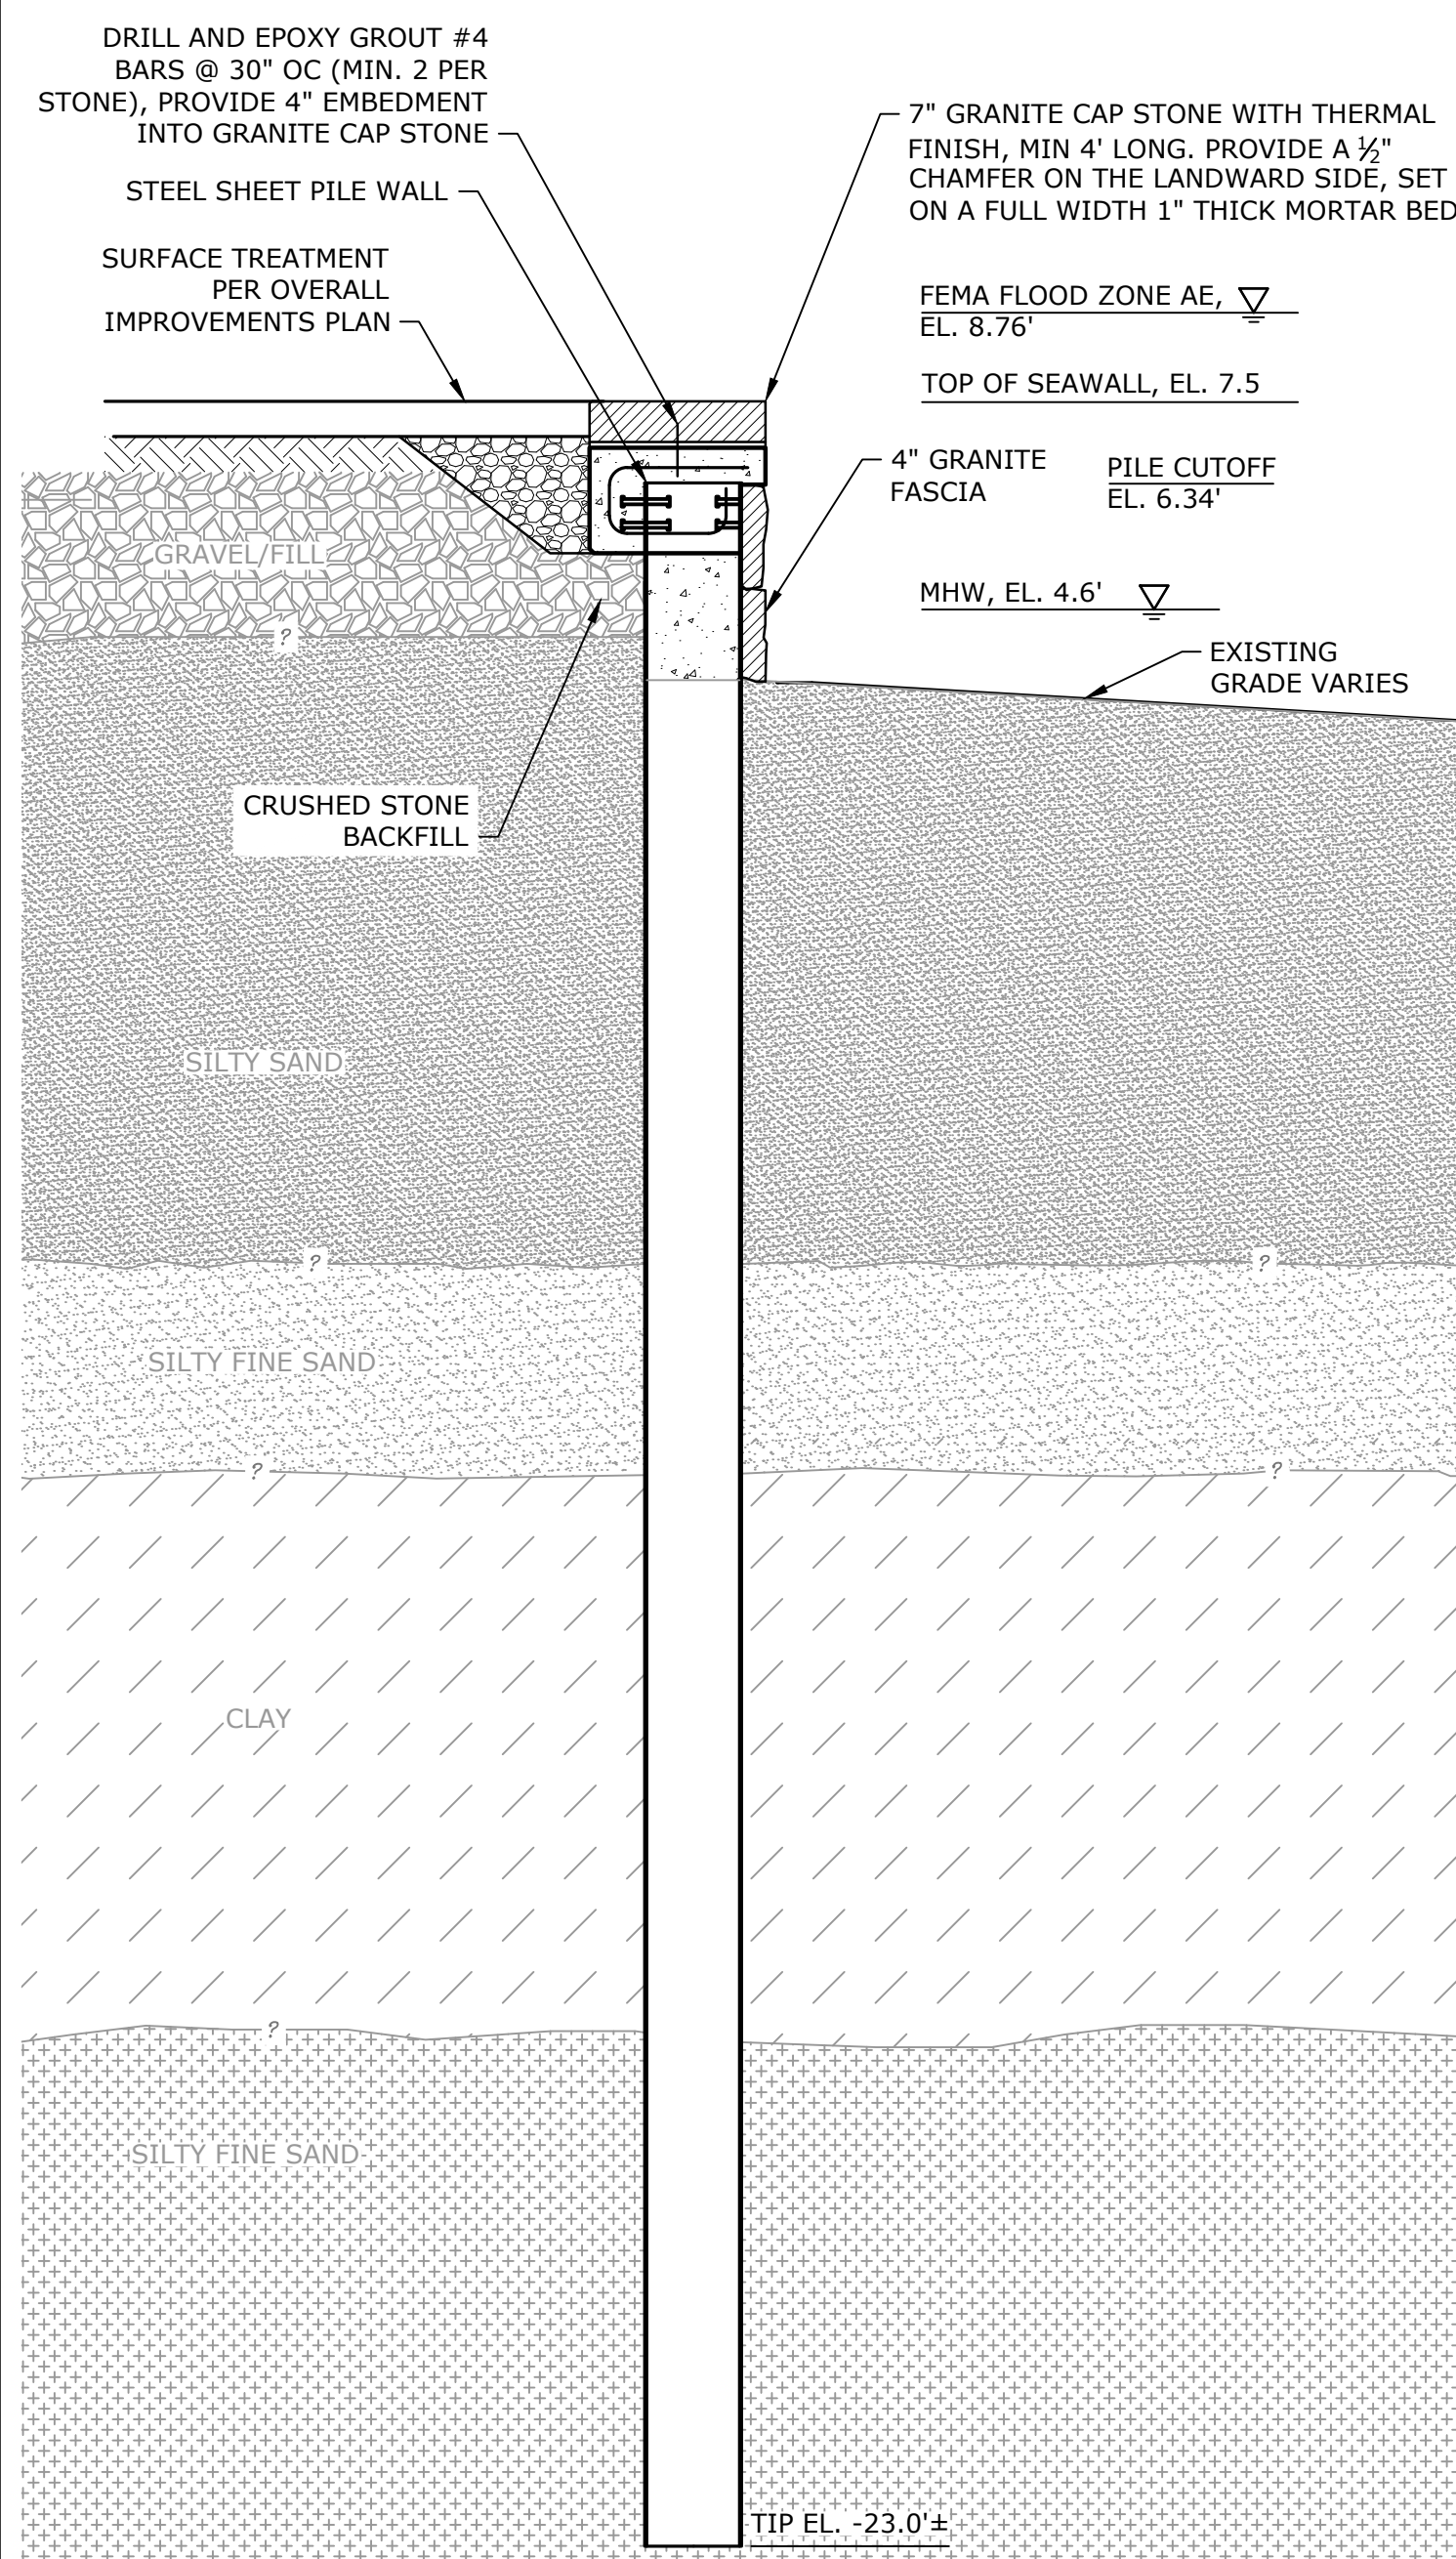 DRILL AND EPOXY GROUT #4
BARS @ 30" OC (MIN. 2 PER
STONE), PROVIDE 4" EMBEDMENT
INTO GRANITE CAP STONE
STEEL SHEET PILE WALL
SURFACE TREATMENT
PER OVERALL
IMPROVEMENTS PLAN
7" GRANITE CAP STONE WITH THERMAL
FINISH, MIN 4' LONG. PROVIDE A ½"
CHAMFER ON THE LANDWARD SIDE, SET
ON A FULL WIDTH 1" THICK MORTAR BED
FEMA FLOOD ZONE AE,
EL. 8.76'
TOP OF SEAWALL, EL. 7.5
4" GRANITE
FASCIA
PILE CUTOFF
EL. 6.34'
MHW, EL. 4.6'
EXISTING
GRADE VARIES
GRAVEL/FILL
?
CRUSHED STONE
BACKFILL
SILTY SAND
?
?
SILTY FINE SAND
?
?
CLAY
?
SILTY FINE SAND
TIP EL. -23.0'±